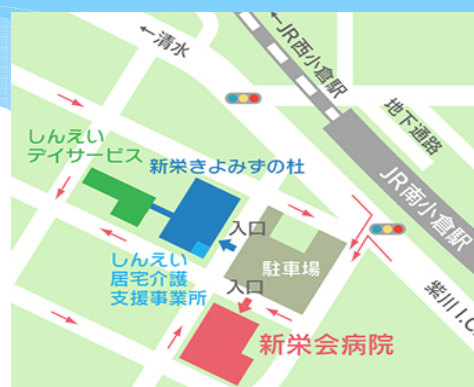 ←清水
←JR西小倉駅
地下通路
JR南小倉駅
しんえい
デイサービス
新栄きよみずの杜
入口
駐車場
しんえい
居宅介護
支援事業所
入口
新栄会病院
紫川I.C